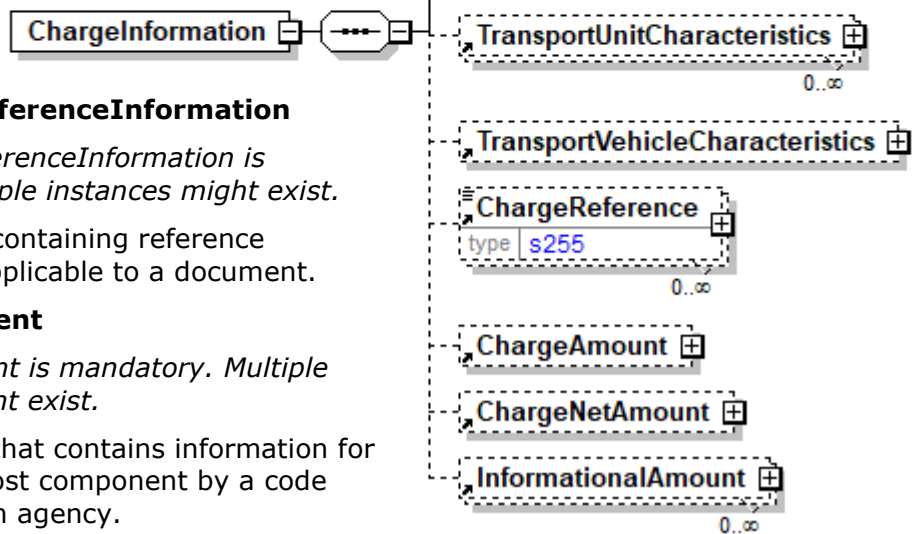 ChargeInformation
ferenceInformation
erenceInformation is
ple instances might exist.
containing reference
pplicable to a document.
ent
nt is mandatory. Multiple
nt exist.
that contains information for
ost component by a code
n agency.
TransportUnitCharacteristics
0..∞
TransportVehicleCharacteristics
ChargeReference
type s255
0..∞
ChargeAmount
ChargeNetAmount
InformationalAmount
0..∞